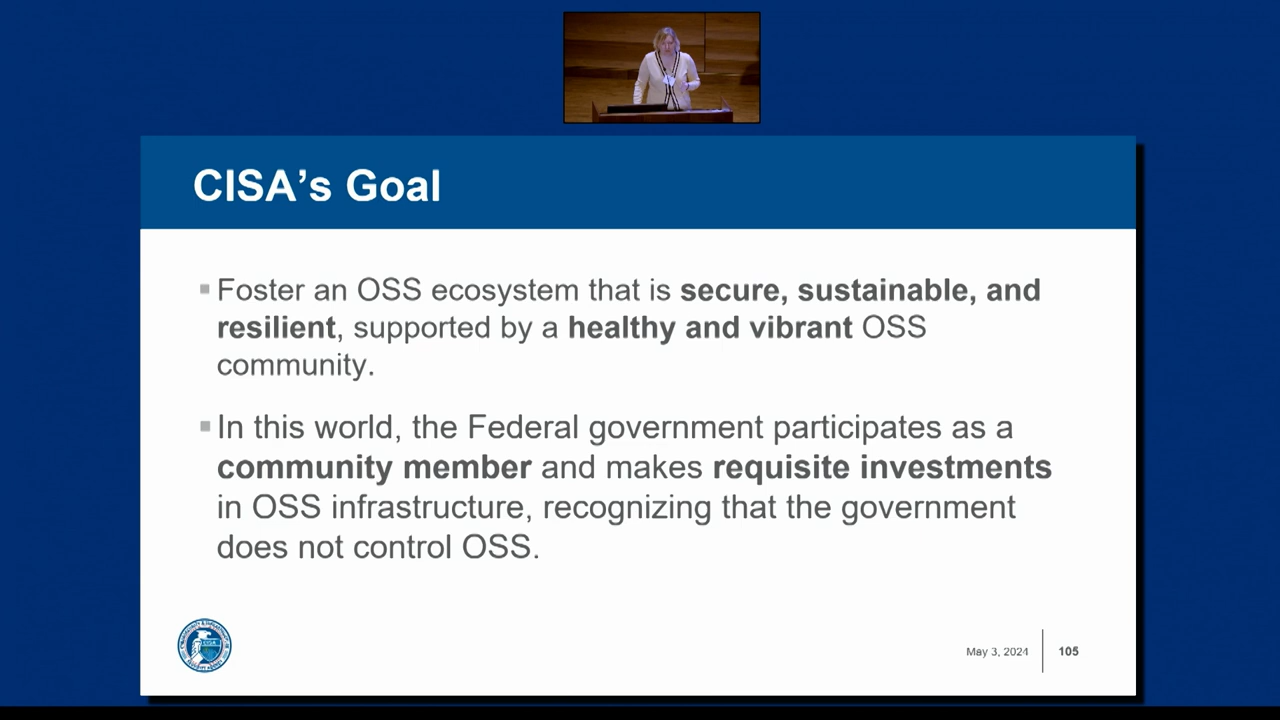 CISA’s Goal
Foster an OSS ecosystem that is secure, sustainable, and
resilient, supported by a healthy and vibrant OSS
community.
In this world, the Federal government participates as a
community member and makes requisite investments
in OSS infrastructure, recognizing that the government
does not control OSS.
CISA
May 3, 2024
105